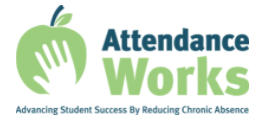 Attendance
Works
Advancing Student Success By Reducing Chronic Absence